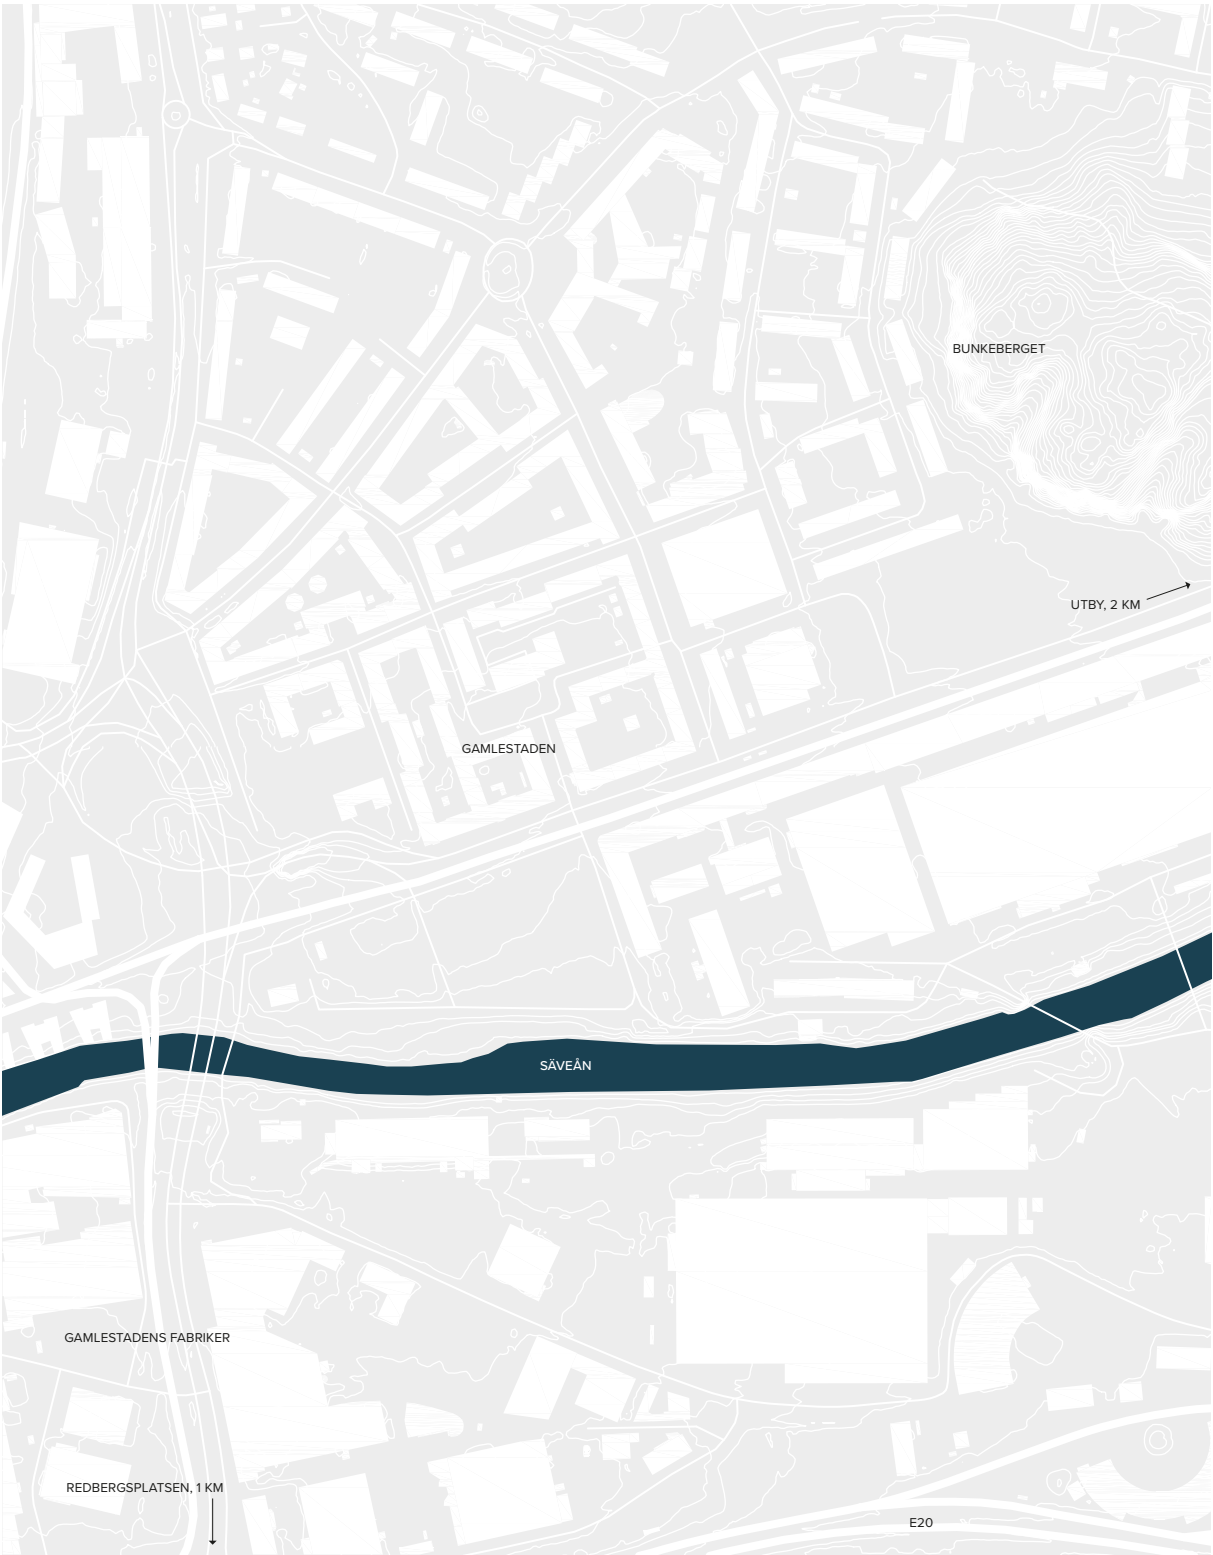 BUNKEBERGET
UTBY, 2 KM
GAMLESTADEN
SÄVEÅN
GAMLESTADENS FABRIKER
REDBERGSPLATSEN, 1 KM
E20